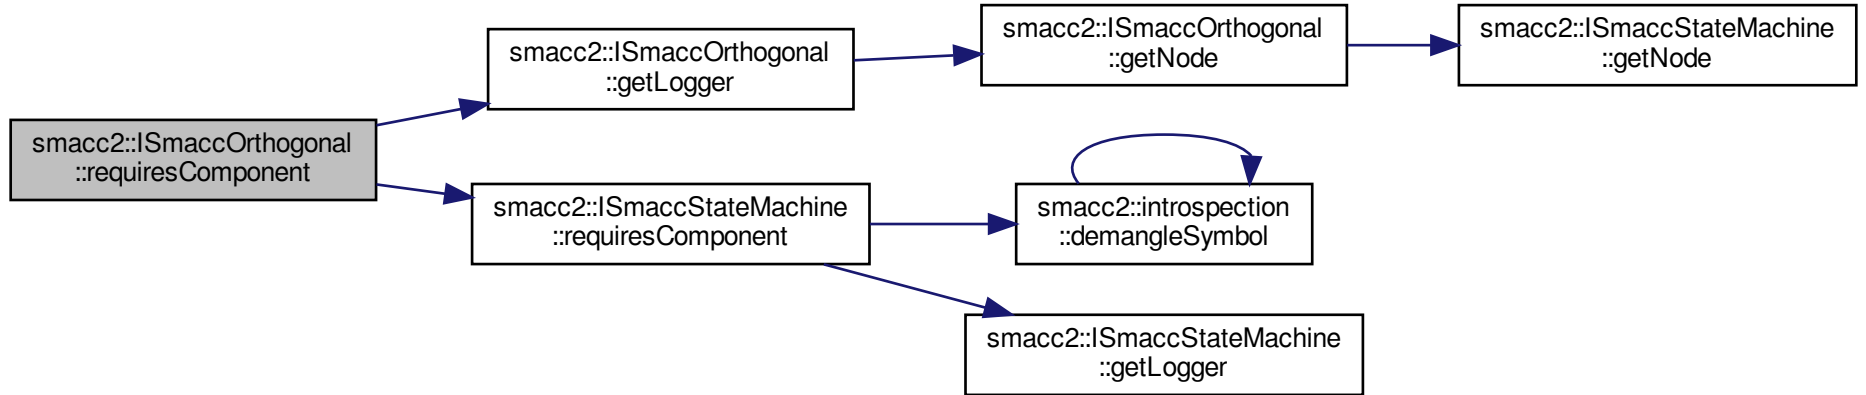 smacc2::ISmaccOrthogonal
::requiresComponent
smacc2::ISmaccOrthogonal
::getLogger
smacc2::ISmaccOrthogonal
::getNode
smacc2::ISmaccStateMachine
::getNode
smacc2::ISmaccStateMachine
::requiresComponent
smacc2::introspection
::demangleSymbol
smacc2::ISmaccStateMachine
::getLogger